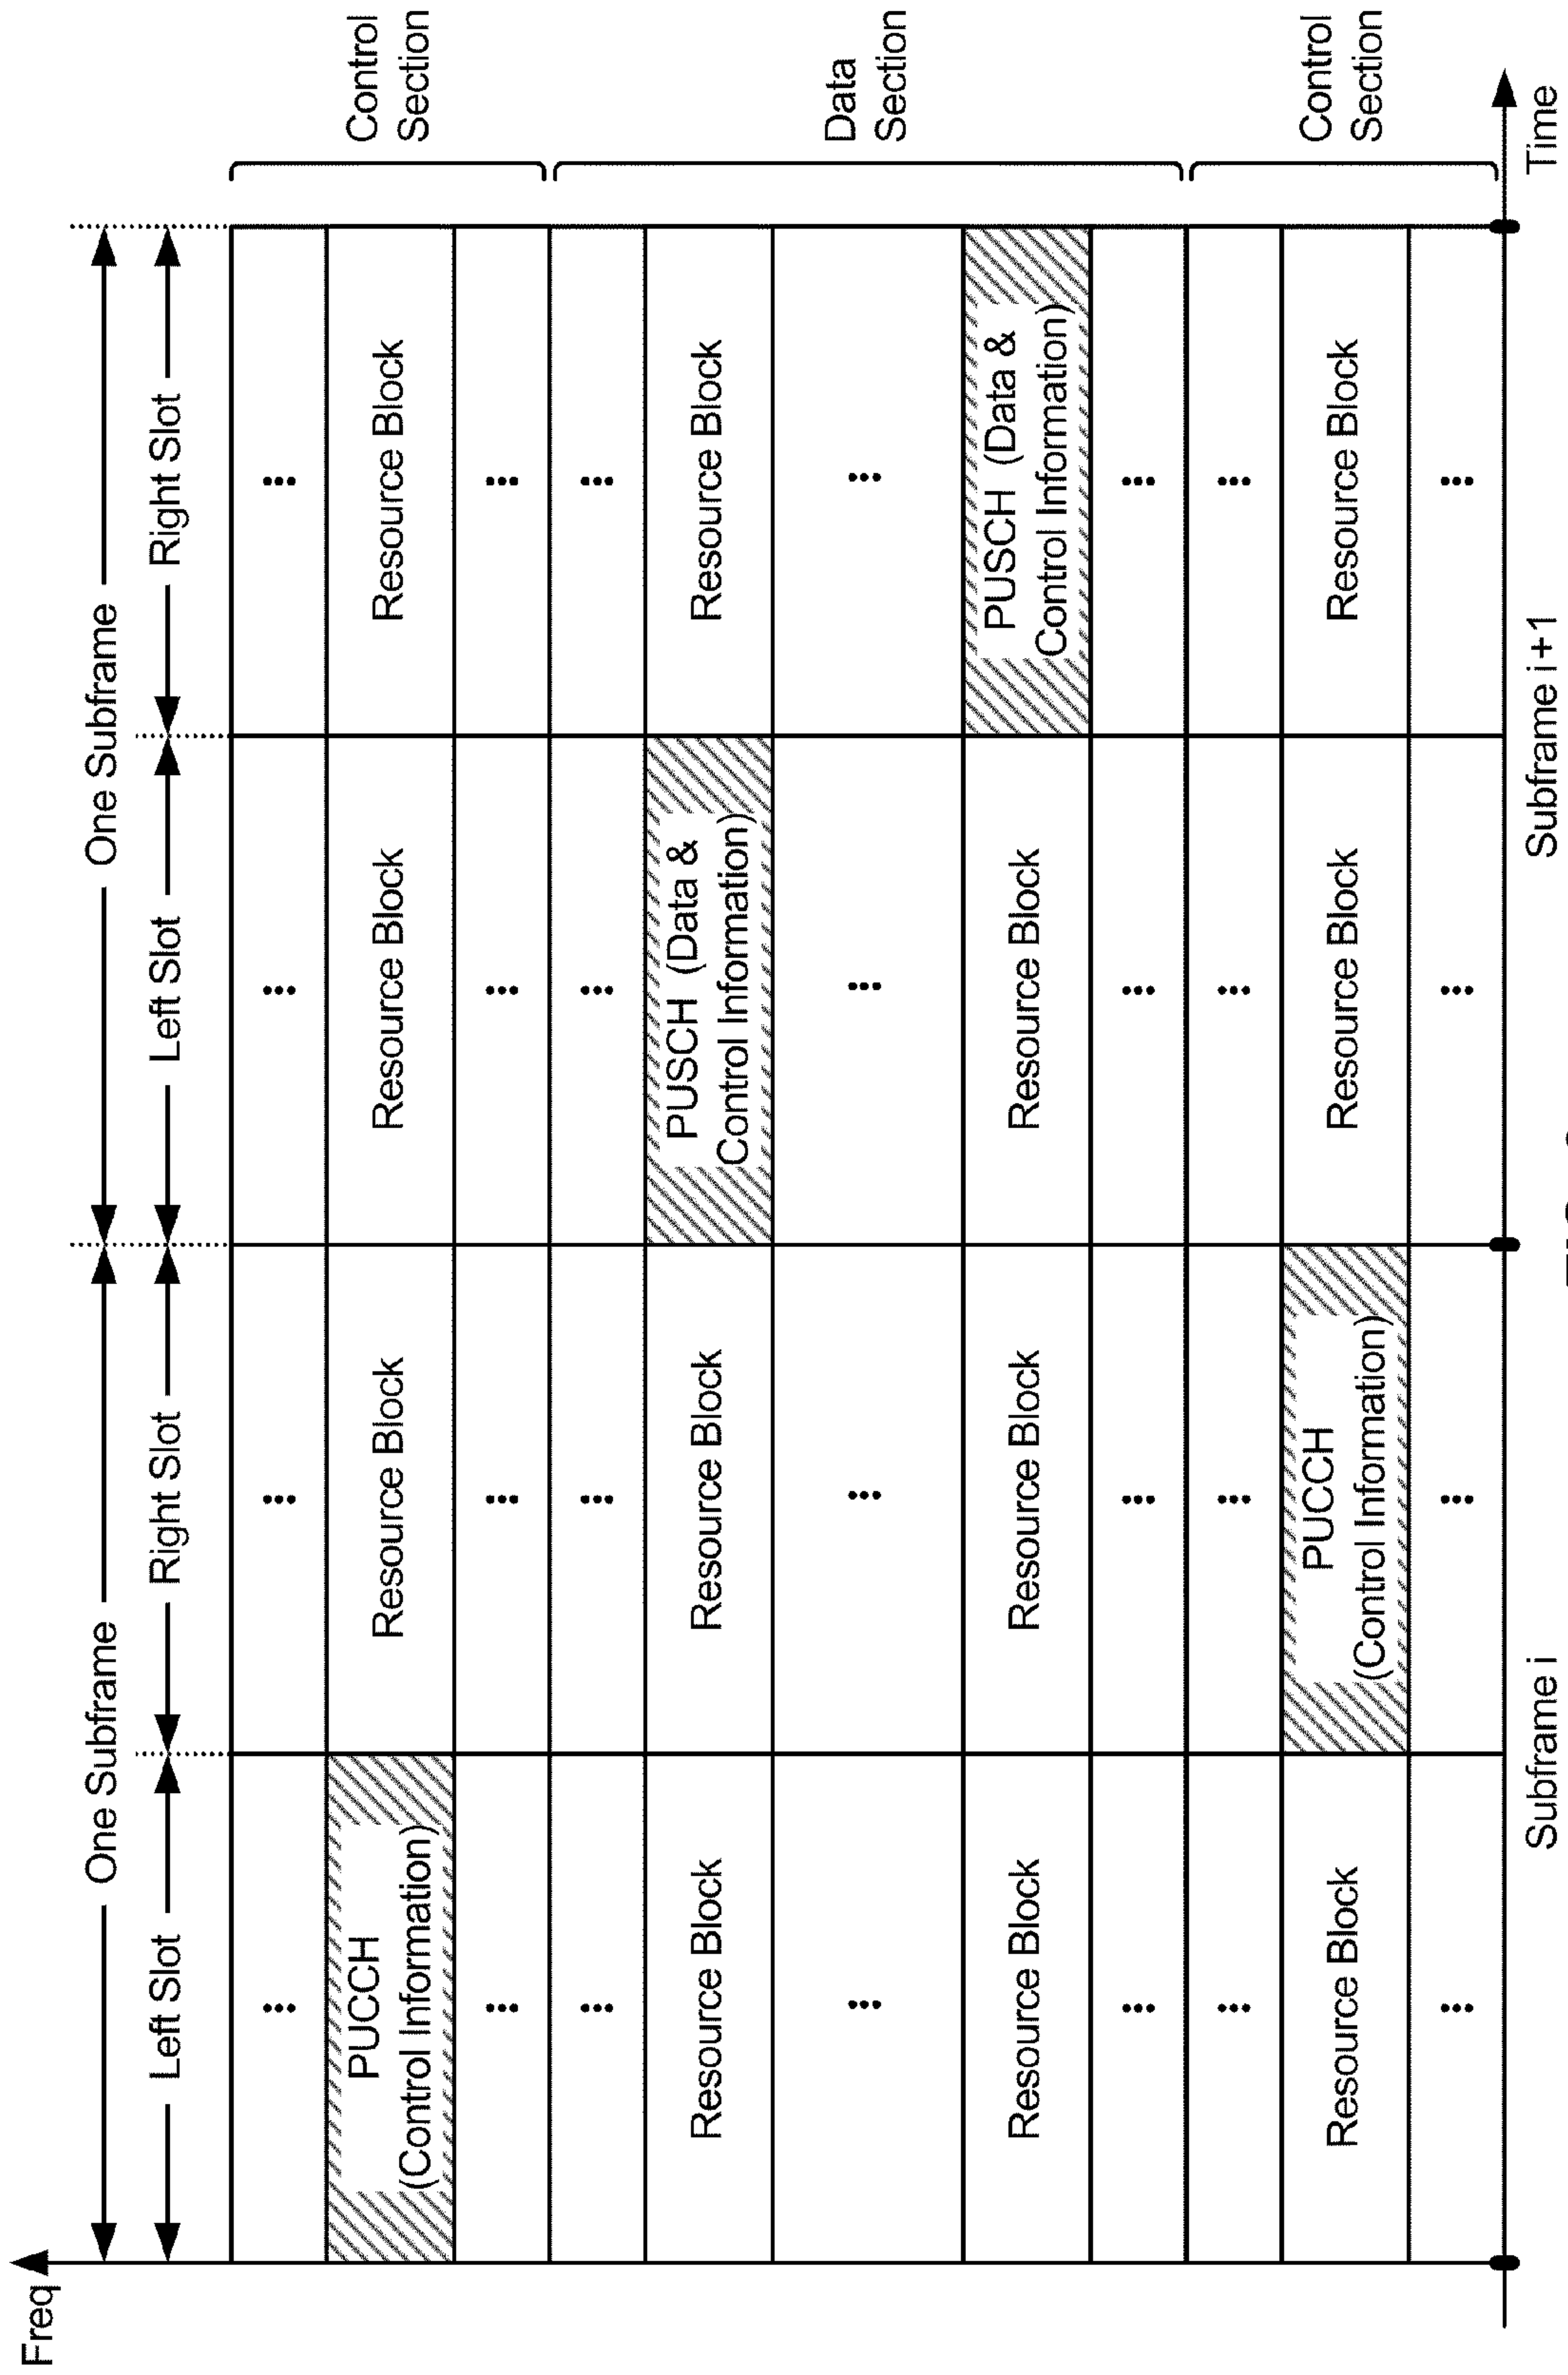 Freq
One Subframe
One Subframe
Left Slot
Right Slot
Left Slot
Right Slot
...
...
...
...
PUCCH
(Control Information)
Resource Block
Resource Block
Resource Block
Control
Section
...
...
...
...
...
...
...
...
Resource Block
Resource Block
PUSCH (Data &
Control Information)
Resource Block
...
...
...
...
Data
Section
Resource Block
Resource Block
Resource Block
PUSCH (Data &
Control Information)
...
...
...
...
...
...
...
...
Resource Block
PUCCH
(Control Information)
Resource Block
Resource Block
Control
Section
...
...
...
...
Subframe i
Subframe i+1
Time